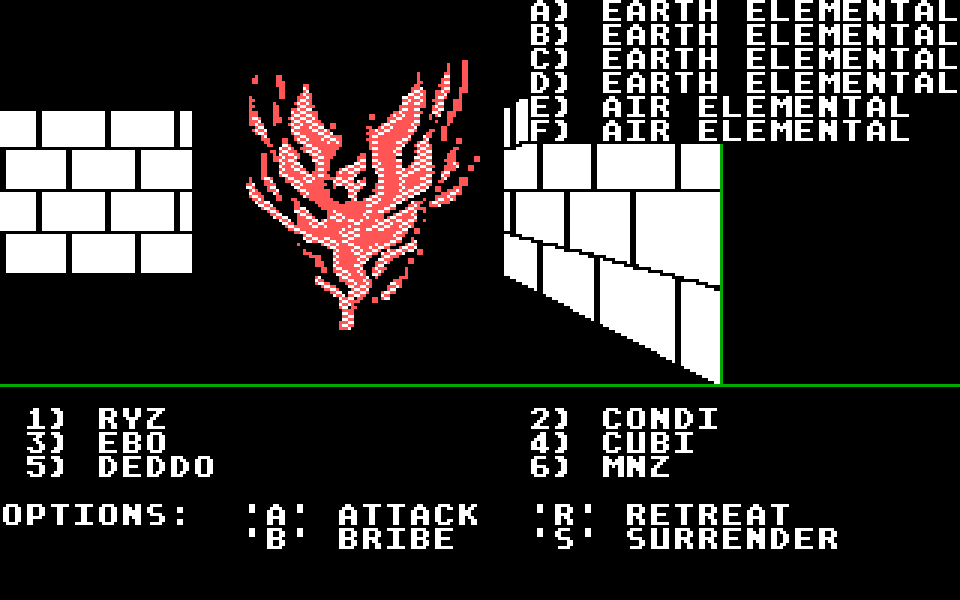 A) EARTH ELEMENTAL
B) EARTH ELEMENTAL
C) EARTH ELEMENTAL
D) EARTH ELEMENTAL
E) AIR ELEMENTAL
F) AIR ELEMENTAL
1) RYZ 2) CONDI
3) EBO 4) CUBI
5) DEDDO 6) MNZ
OPTIONS: 'A' ATTACK 'R' RETREAT
'B' BRIBE 'S' SURRENDER